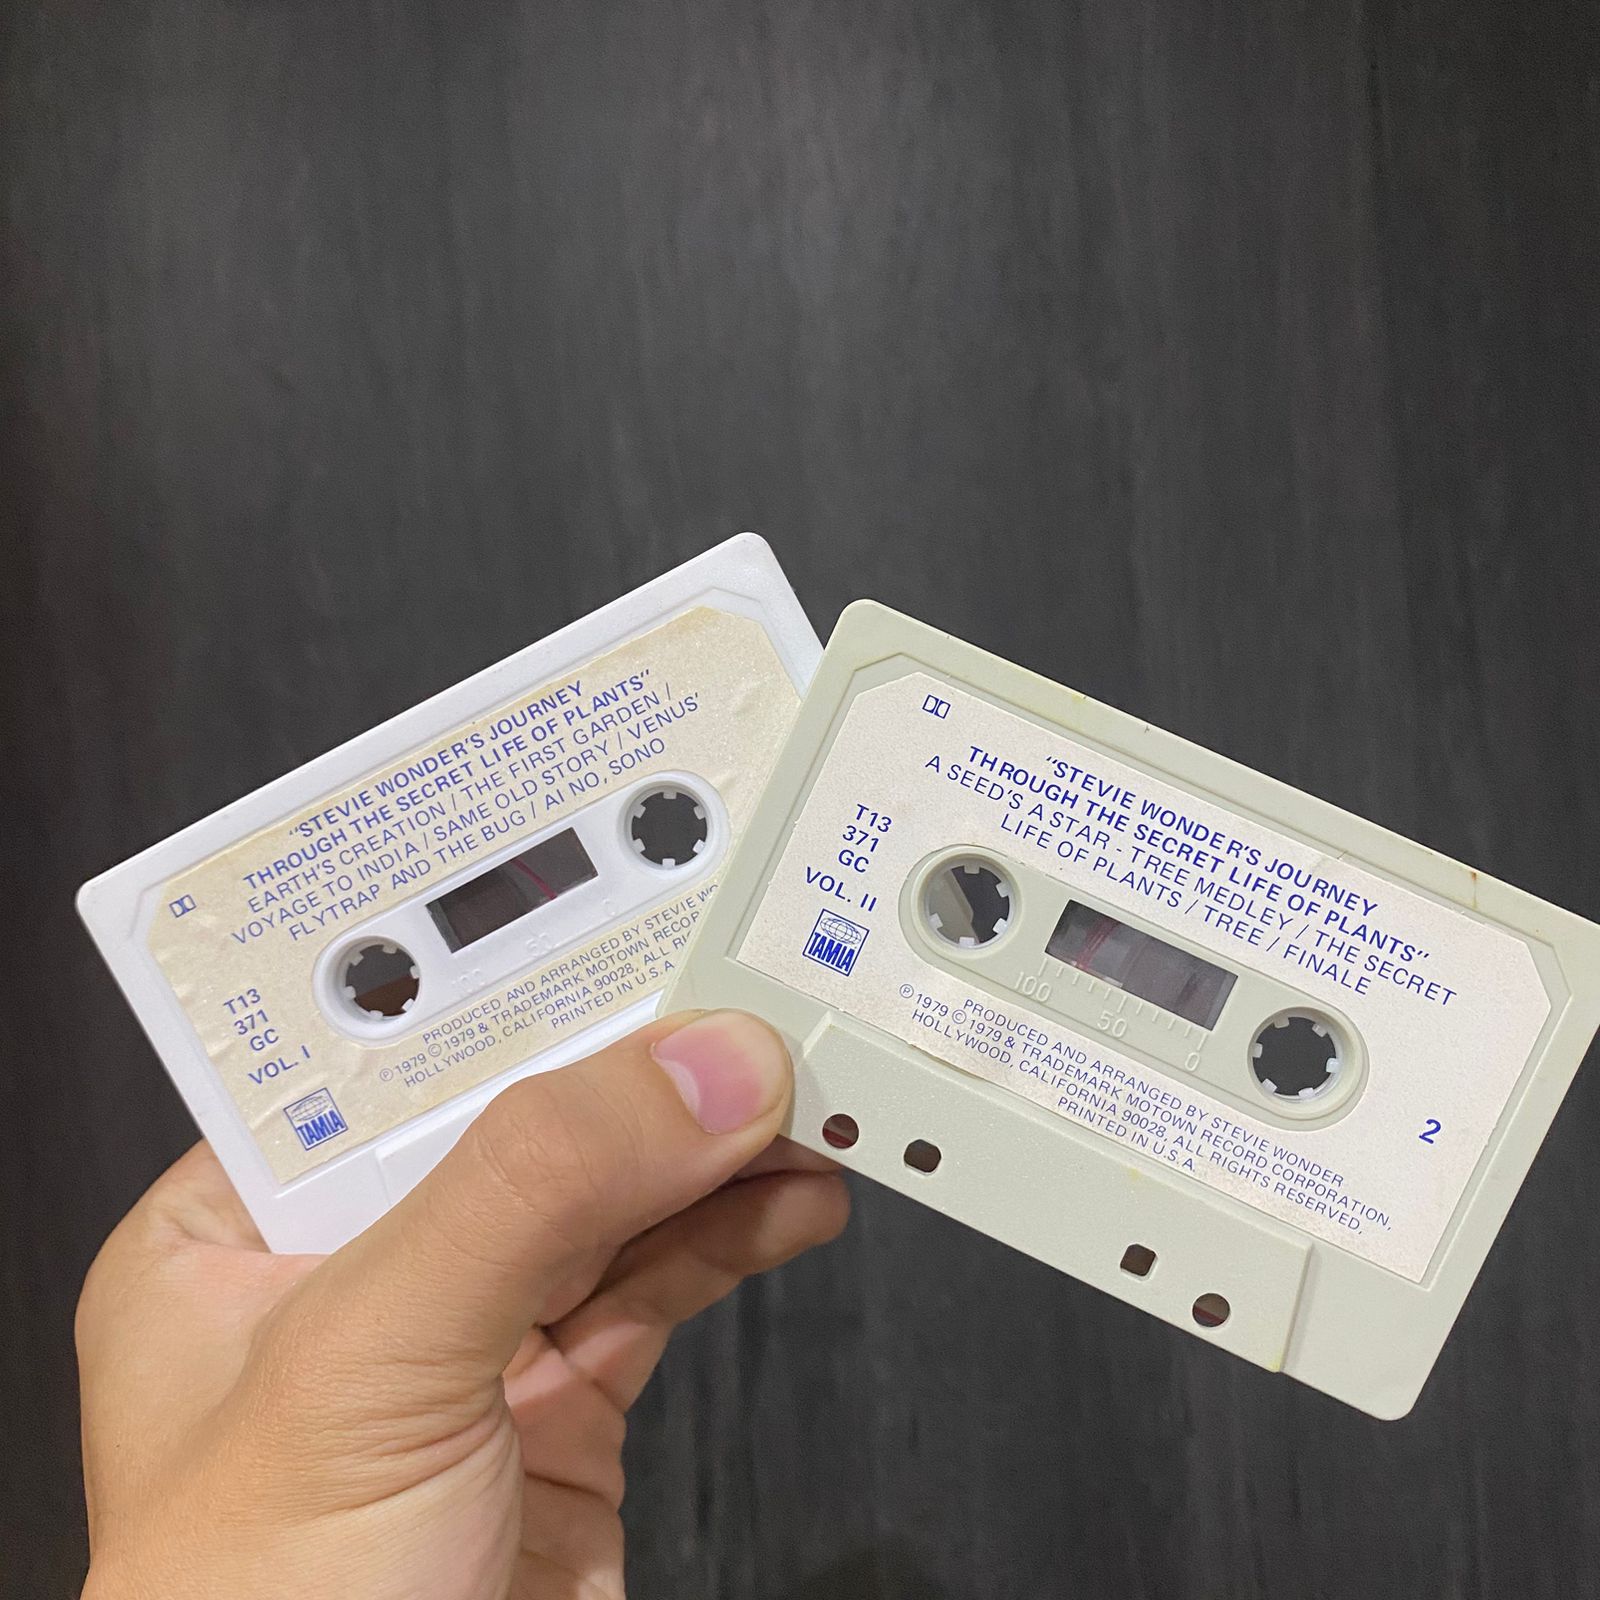 "STEVIE WONDER'S JOURNEY
THROUGH THE SECRET LIFE OF PLANTS"
EARTH'S CREATION / THE FIRST GARDEN /
VOYAGE TO INDIA / SAME OLD STORY / VENUS'
FLYTRAP AND THE BUG / AI NO, SONO
T13
371
GC
VOL. I
TAMLA
50
PRODUCED AND ARRANGED BY STEVIE
℗1979 ©1979 & TRADEMARK MOTOWN RECOR
HOLLYWOOD, CALIFORNIA 90028, ALL
PRINTED IN U.S.A
"STEVIE WONDER'S JOURNEY
THROUGH THE SECRET LIFE OF PLANTS"
A SEED'S A STAR - TREE MEDLEY / THE SECRET
LIFE OF PLANTS / TREE / FINALE
T13
371
GC
VOL. II
TAMLA
100 50 0
2
PRODUCED AND ARRANGED BY STEVIE WONDER
℗1979 ©1979 & TRADEMARK MOTOWN RECORD CORPORATION,
HOLLYWOOD, CALIFORNIA 90028, ALL RIGHTS RESERVED,
PRINTED IN U.S.A.